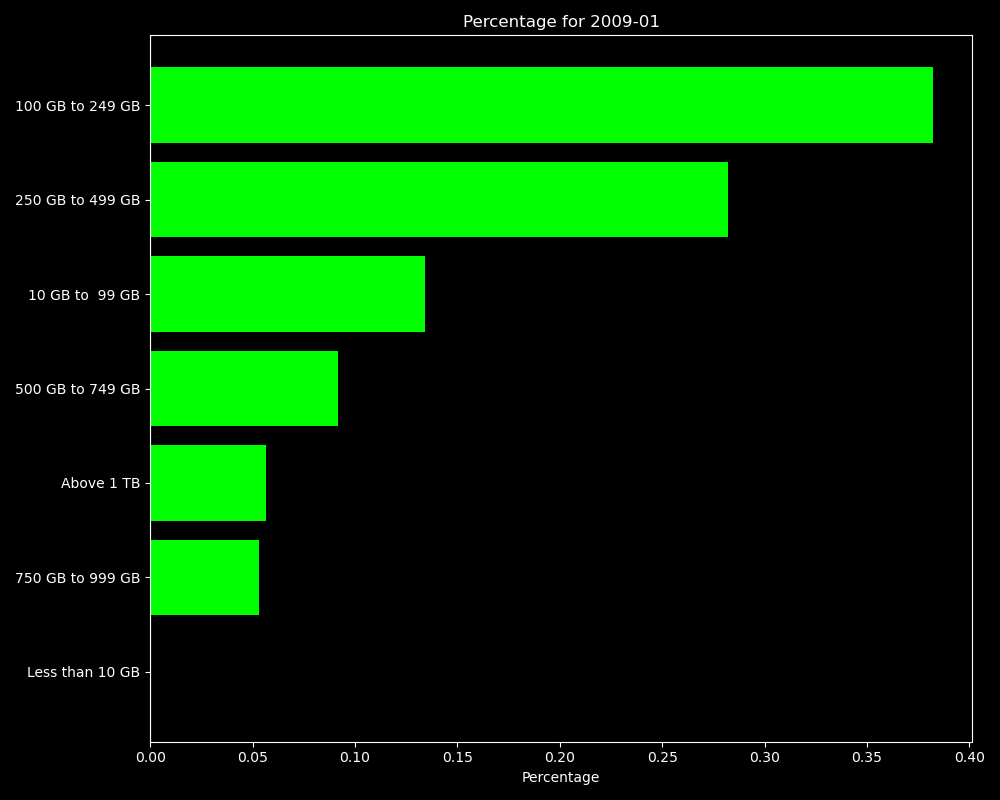 Percentage for 2009-01
100 GB to 249 GB
250 GB to 499 GB
10 GB to  99 GB
500 GB to 749 GB
Above 1 TB
750 GB to 999 GB
Less than 10 GB
0.00 0.05 0.10 0.15 0.20 0.25 0.30 0.35 0.40
Percentage